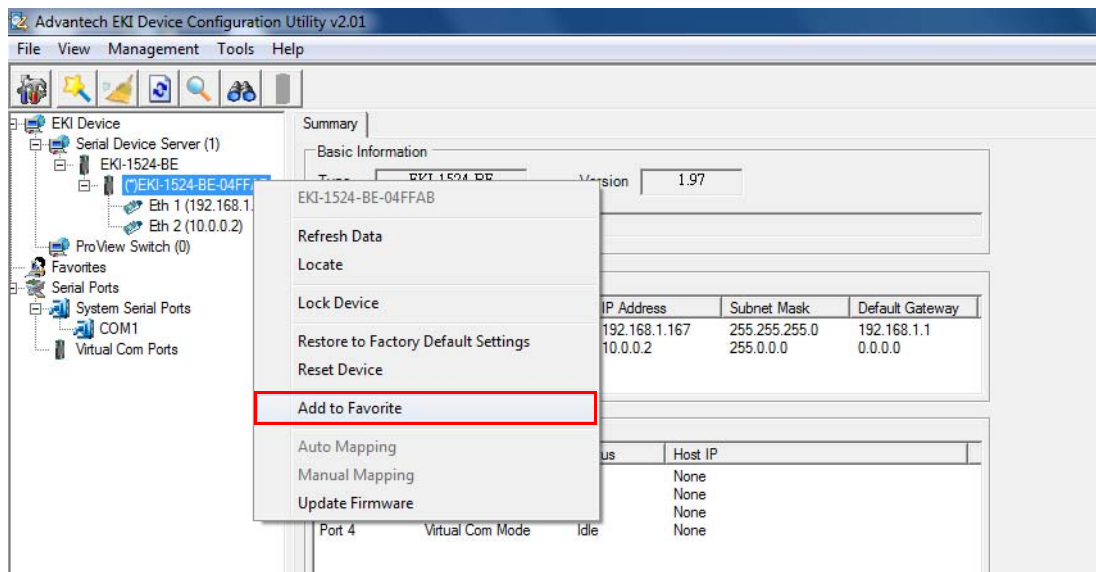 Advantech EKI Device Configuration Utility v2.01
File View Management Tools Help
EKI Device
Serial Device Server (1)
EKI-1524-BE
(*)EKI-1524-BE-04FF
Eth 1 (192.168.1.
Eth 2 (10.0.0.2)
ProView Switch (0)
Favorites
Serial Ports
System Serial Ports
COM1
Virtual Com Ports
EKI-1524-BE-04FFAB
Refresh Data
Locate
Lock Device
Restore to Factory Default Settings
Reset Device
Add to Favorite
Auto Mapping
Manual Mapping
Update Firmware
Summary
Basic Information
Type EKI-1524-BE Version 1.97
IP Address Subnet Mask Default Gateway
192.168.1.167 255.255.255.0 192.168.1.1
10.0.0.2 255.0.0.0 0.0.0.0
us Host IP
None
None
None
Port 4 Virtual Com Mode Idle None